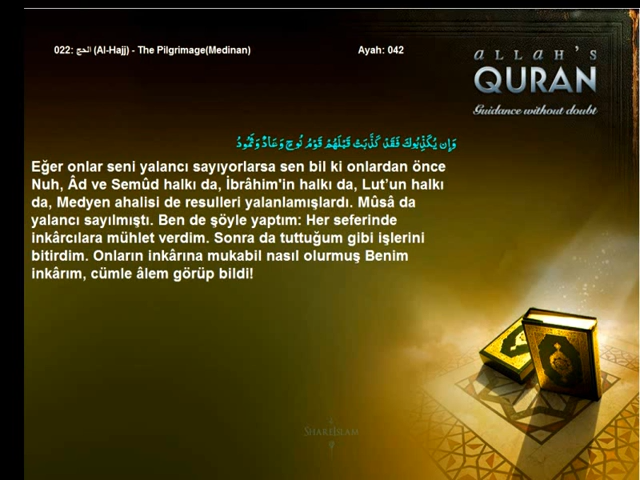 022: الحج (Al-Hajj) - The Pilgrimage(Medinan) Ayah: 042
ALLAH'S
QURAN
Guidance without doubt
وَإِن يُكَذِّبُوكَ فَقَدْ كَذَّبَتْ قَبْلَهُمْ قَوْمُ نُوحٍ وَعَادٌ وَثَمُودُ
Eğer onlar seni yalancı sayıyorlarsa sen bil ki onlardan önce
Nuh, Âd ve Semûd halkı da, İbrâhim'in halkı da, Lut’un halkı
da, Medyen ahalisi de resulleri yalanlamışlardı. Mûsâ da
yalancı sayılmıştı. Ben de şöyle yaptım: Her seferinde
inkârcılara mühlet verdim. Sonra da tuttuğum gibi işlerini
bitirdim. Onların inkârına mukabil nasıl olurmuş Benim
inkârım, cümle âlem görüp bildi!
SHAREISLAM